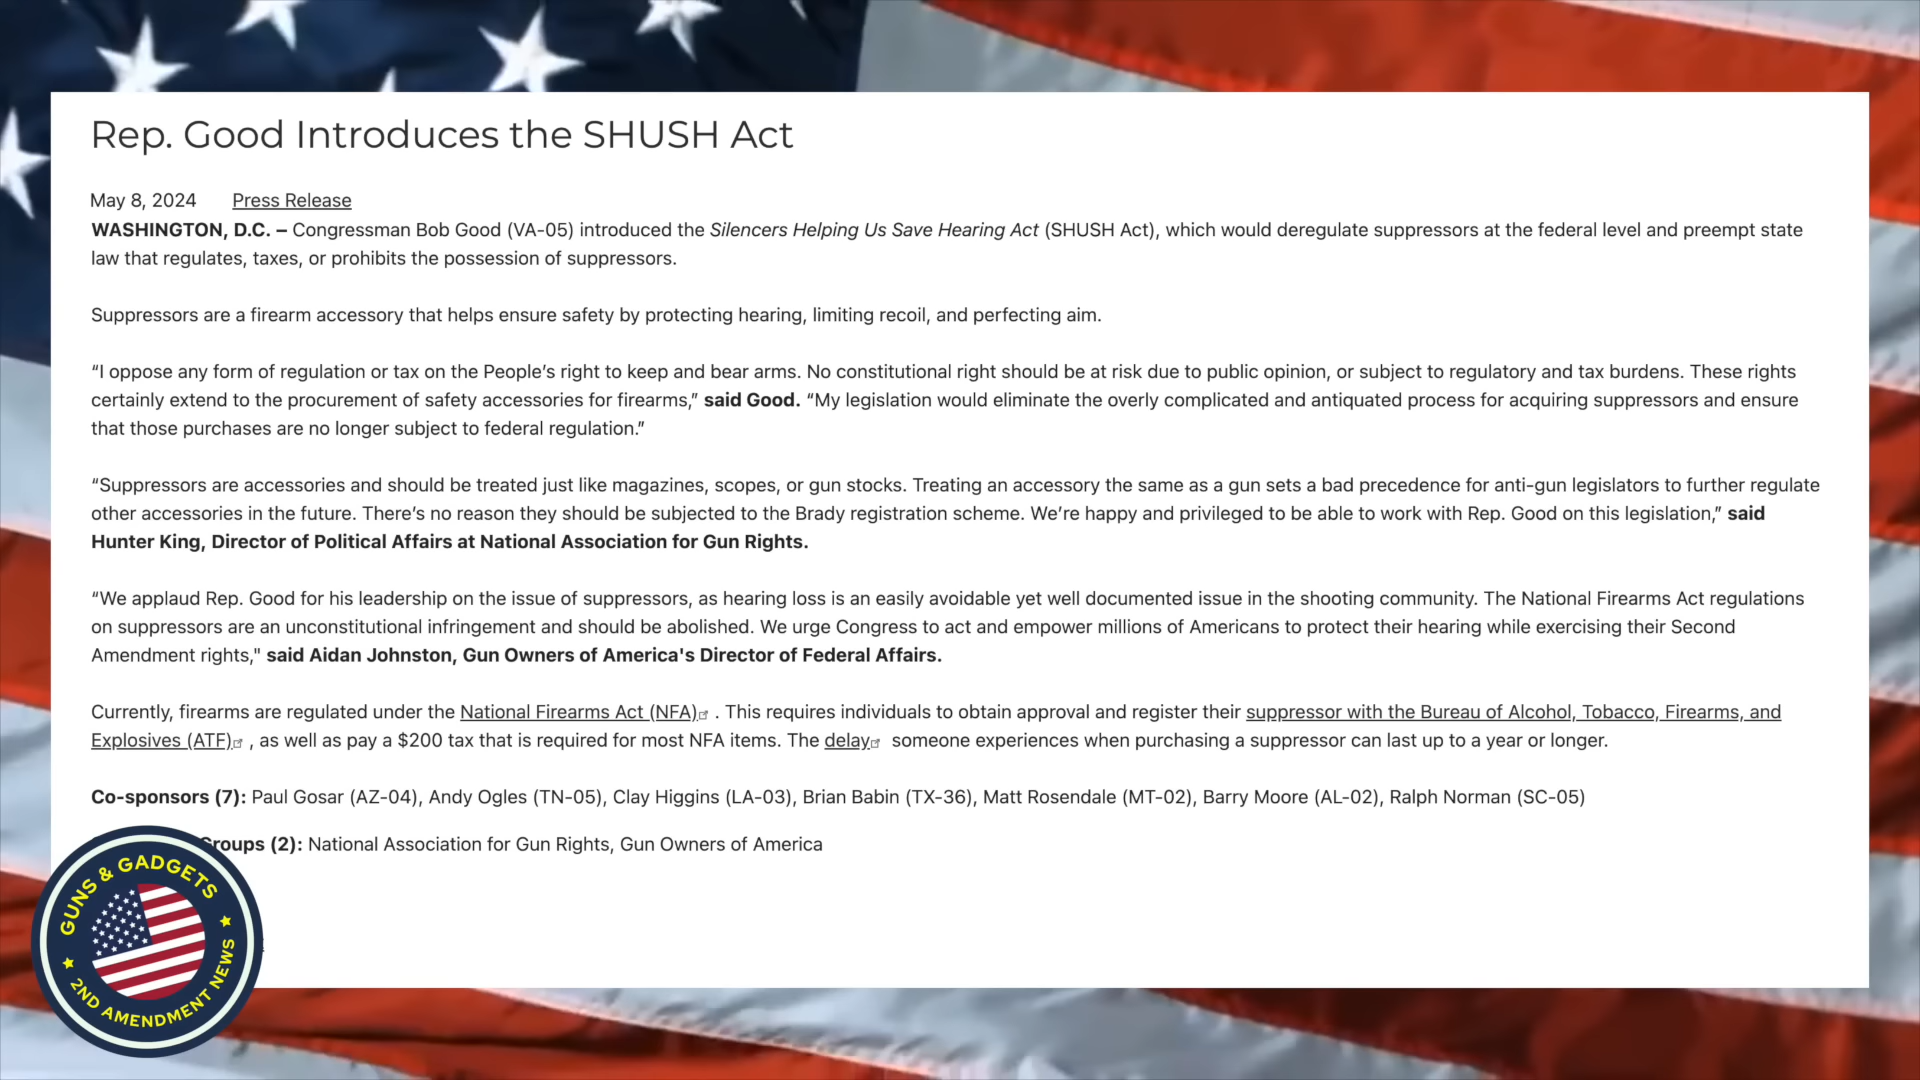 Rep. Good Introduces the SHUSH Act
May 8, 2024 Press Release
WASHINGTON, D.C. – Congressman Bob Good (VA-05) introduced the Silencers Helping Us Save Hearing Act (SHUSH Act), which would deregulate suppressors at the federal level and preempt state
law that regulates, taxes, or prohibits the possession of suppressors.
Suppressors are a firearm accessory that helps ensure safety by protecting hearing, limiting recoil, and perfecting aim.
“I oppose any form of regulation or tax on the People’s right to keep and bear arms. No constitutional right should be at risk due to public opinion, or subject to regulatory and tax burdens. These rights
certainly extend to the procurement of safety accessories for firearms,” said Good. “My legislation would eliminate the overly complicated and antiquated process for acquiring suppressors and ensure
that those purchases are no longer subject to federal regulation.”
“Suppressors are accessories and should be treated just like magazines, scopes, or gun stocks. Treating an accessory the same as a gun sets a bad precedence for anti-gun legislators to further regulate
other accessories in the future. There’s no reason they should be subjected to the Brady registration scheme. We’re happy and privileged to be able to work with Rep. Good on this legislation,” said
Hunter King, Director of Political Affairs at National Association for Gun Rights.
“We applaud Rep. Good for his leadership on the issue of suppressors, as hearing loss is an easily avoidable yet well documented issue in the shooting community. The National Firearms Act regulations
on suppressors are an unconstitutional infringement and should be abolished. We urge Congress to act and empower millions of Americans to protect their hearing while exercising their Second
Amendment rights," said Aidan Johnston, Gun Owners of America's Director of Federal Affairs.
Currently, firearms are regulated under the National Firearms Act (NFA) . This requires individuals to obtain approval and register their suppressor with the Bureau of Alcohol, Tobacco, Firearms, and
Explosives (ATF) , as well as pay a $200 tax that is required for most NFA items. The delay someone experiences when purchasing a suppressor can last up to a year or longer.
Co-sponsors (7): Paul Gosar (AZ-04), Andy Ogles (TN-05), Clay Higgins (LA-03), Brian Babin (TX-36), Matt Rosendale (MT-02), Barry Moore (AL-02), Ralph Norman (SC-05)
Groups (2): National Association for Gun Rights, Gun Owners of America
GUNS & GADGETS
2ND AMENDMENT NEWS